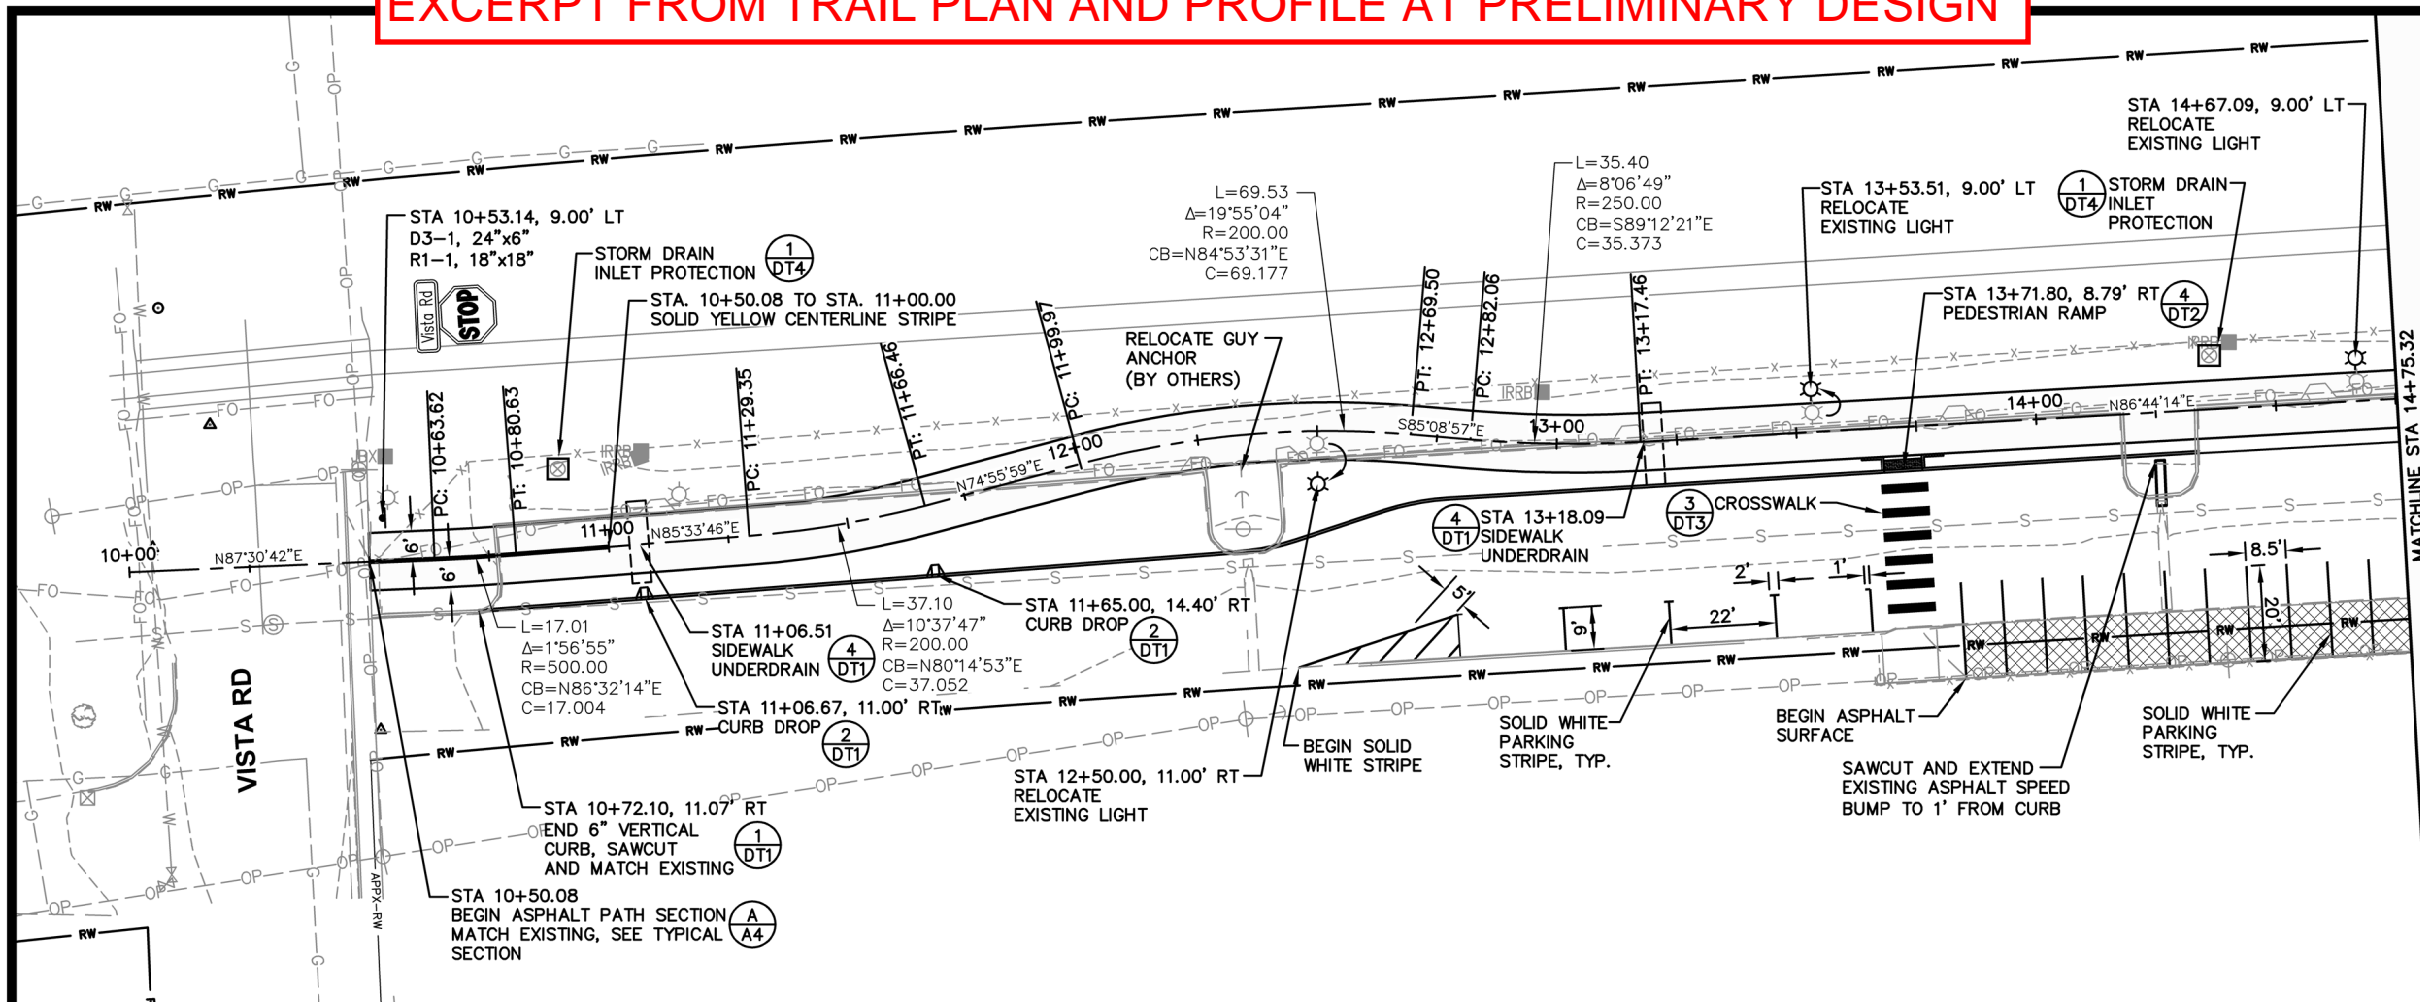 EXCERPT FROM TRAIL PLAN AND PROFILE AT PRELIMINARY DESIGN
STA 14+67.09, 9.00' LT
RELOCATE
EXISTING LIGHT
STA 10+53.14, 9.00' LT
D3-1, 24"x6"
R1-1, 18"x18"
Vista Rd
STOP
STORM DRAIN
INLET PROTECTION
1
DT4
STA. 10+50.08 TO STA. 11+00.00
SOLID YELLOW CENTERLINE STRIPE
L=69.53
Δ=19°55'04"
R=200.00
CB=N84°53'31"E
C=69.177
L=35.40
Δ=8°06'49"
R=250.00
CB=S89°12'21"E
C=35.373
STA 13+53.51, 9.00' LT
RELOCATE
EXISTING LIGHT
1
DT4
STORM DRAIN
INLET
PROTECTION
STA 13+71.80, 8.79' RT
PEDESTRIAN RAMP
4
DT2
RELOCATE GUY
ANCHOR
(BY OTHERS)
PC: 10+63.62
PT: 10+80.63
PC: 11+29.35
PT: 11+66.46
PC: 11+99.97
PT: 12+69.50
PC: 12+82.06
PT: 13+17.46
MATCHLINE STA 14+75.32
10+00
N87°30'42"E
6'
6'
11+00
N85°33'46"E
N74°55'59"E
12+00
S85°08'57"E
13+00
14+00
N86°44'14"E
IRRB
IRRB
IRRB
L=17.01
Δ=1°56'55"
R=500.00
CB=N86°32'14"E
C=17.004
STA 11+06.51
SIDEWALK
UNDERDRAIN
4
DT1
L=37.10
Δ=10°37'47"
R=200.00
CB=N80°14'53"E
C=37.052
STA 11+65.00, 14.40' RT
CURB DROP
2
DT1
STA 11+06.67, 11.00' RT
CURB DROP
2
DT1
4
DT1
STA 13+18.09
SIDEWALK
UNDERDRAIN
3
DT3
CROSSWALK
5'
9'
22'
2'
1'
8.5'
20'
VISTA RD
STA 10+72.10, 11.07' RT
END 6" VERTICAL
CURB, SAWCUT
AND MATCH EXISTING
1
DT1
STA 10+50.08
BEGIN ASPHALT PATH SECTION
MATCH EXISTING, SEE TYPICAL
SECTION
A
A4
APPX-RW
STA 12+50.00, 11.00' RT
RELOCATE
EXISTING LIGHT
BEGIN SOLID
WHITE STRIPE
SOLID WHITE
PARKING
STRIPE, TYP.
BEGIN ASPHALT
SURFACE
SAWCUT AND EXTEND
EXISTING ASPHALT SPEED
BUMP TO 1' FROM CURB
SOLID WHITE
PARKING
STRIPE, TYP.
RW
RW
RW
RW
RW
RW
OP
OP
OP
FO
FO
G
G
S
S
W